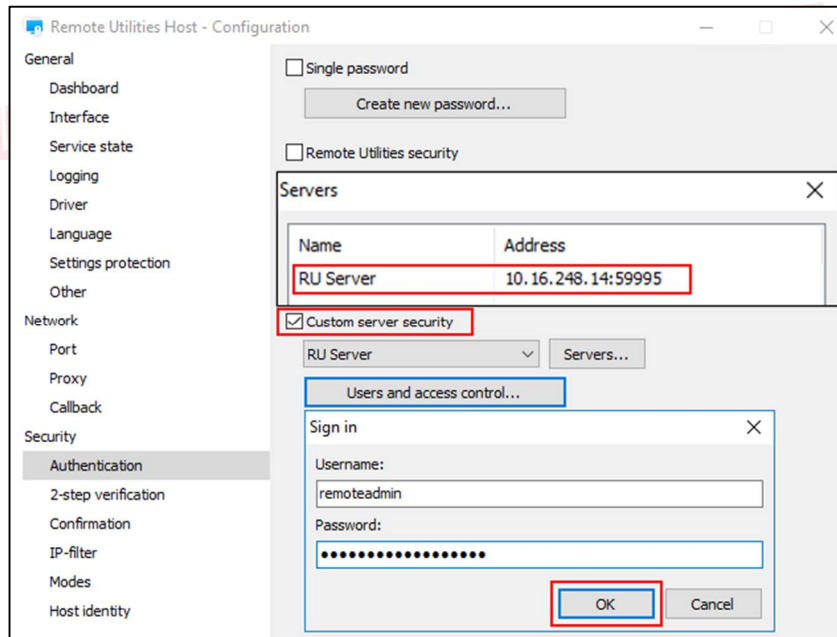 Remote Utilities Host - Configuration
General
Dashboard
Interface
Service state
Logging
Driver
Language
Settings protection
Other
Network
Port
Proxy
Callback
Security
Authentication
2-step verification
Confirmation
IP-filter
Modes
Host identity
Single password
Create new password...
Remote Utilities security
Servers
Name Address
RU Server 10.16.248.14:59995
Custom server security
RU Server Servers...
Users and access control...
Sign in
Username:
remoteadmin
Password:
••••••••••••••••••
OK Cancel